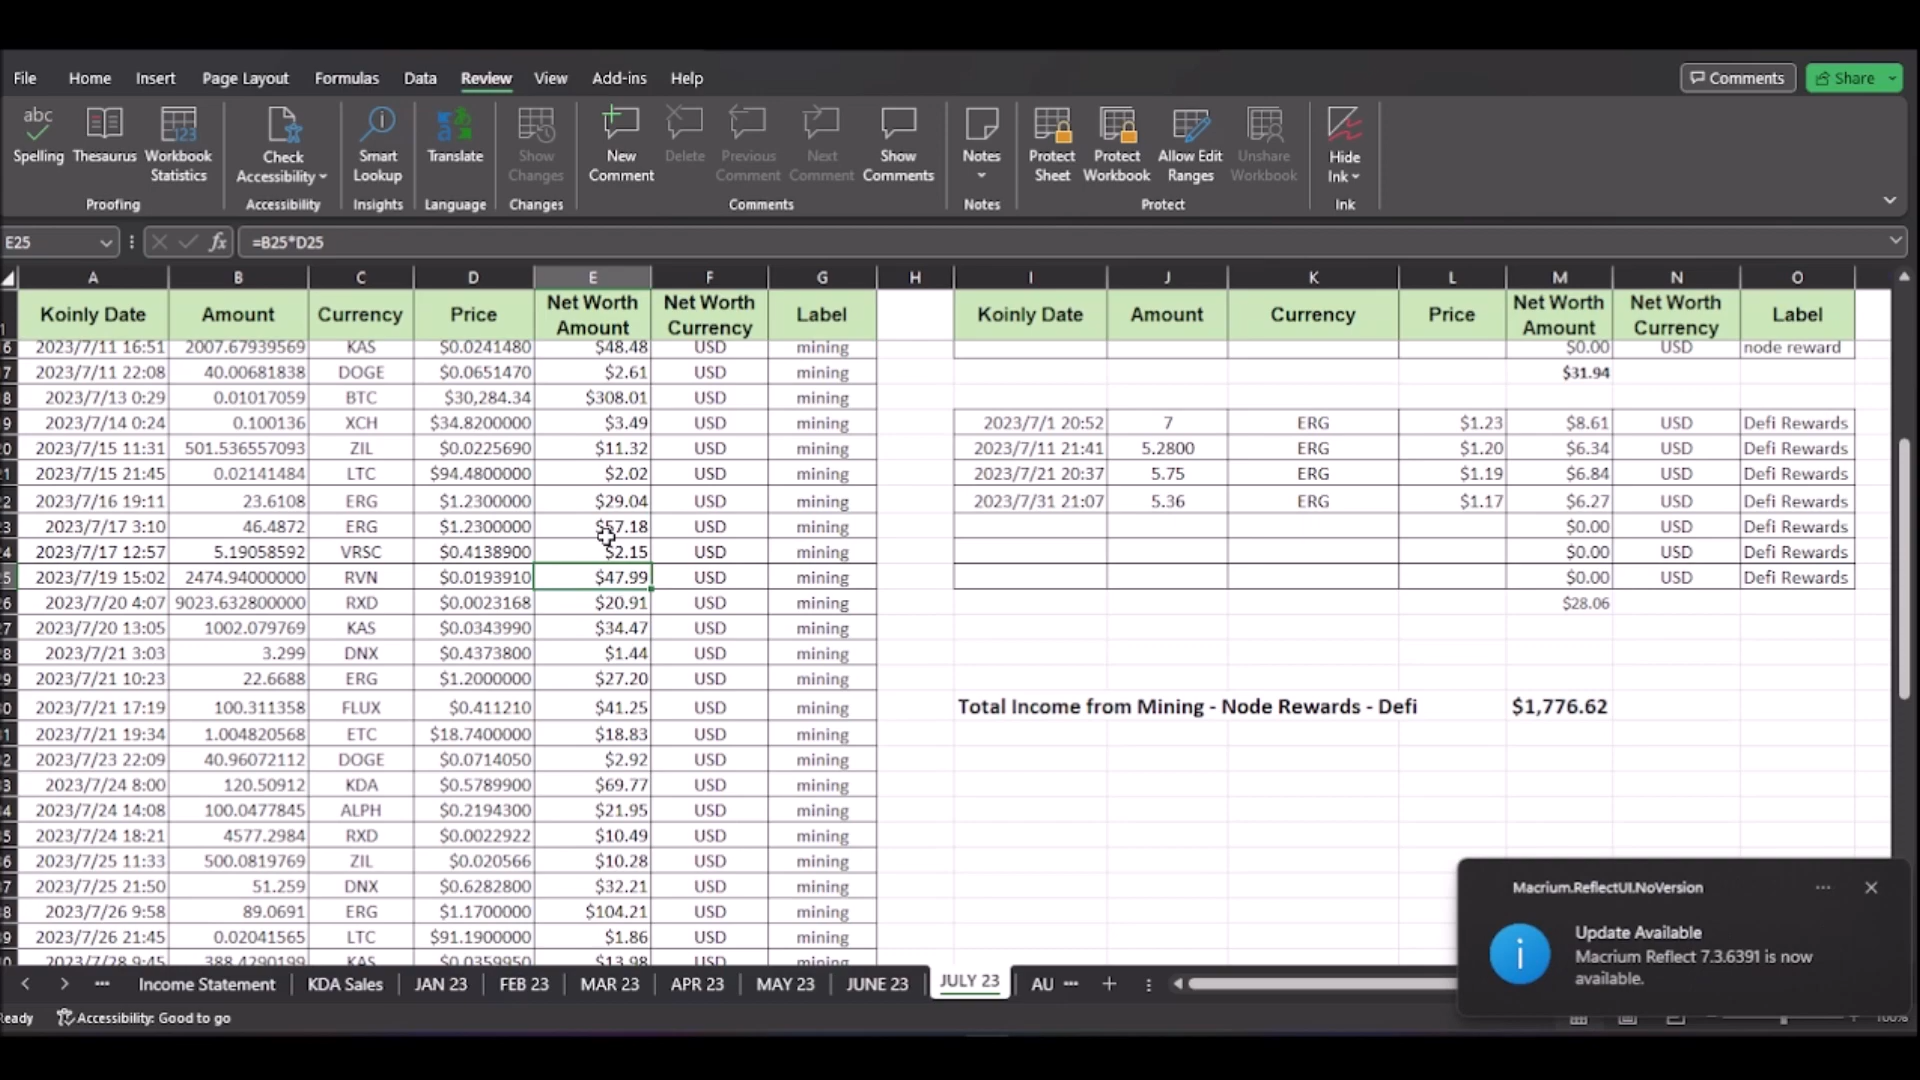 File Home Insert Page Layout Formulas Data Review View Add-ins Help Comments Share
abc
123
Spelling Thesaurus Workbook Statistics Check Accessibility Smart Lookup Translate Show Changes New Comment Delete Previous Comment Next Comment Show Comments Notes Protect Sheet Protect Workbook Allow Edit Ranges Unshare Workbook Hide Ink
Proofing Accessibility Insights Language Changes Comments Notes Protect Ink
E25 fx =B25*D25
A B C D E F G H I J K L M N O
Koinly Date Amount Currency Price Net Worth Amount Net Worth Currency Label Koinly Date Amount Currency Price Net Worth Amount Net Worth Currency Label
2023/7/11 16:51 2007.67939569 KAS $0.0241480 $48.48 USD mining $0.00 USD node reward
2023/7/11 22:08 40.00681838 DOGE $0.0651470 $2.61 USD mining $31.94
2023/7/13 0:29 0.01017059 BTC $30,284.34 $308.01 USD mining
2023/7/14 0:24 0.100136 XCH $34.8200000 $3.49 USD mining 2023/7/1 20:52 7 ERG $1.23 $8.61 USD Defi Rewards
2023/7/15 11:31 501.536557093 ZIL $0.0225690 $11.32 USD mining 2023/7/11 21:41 5.2800 ERG $1.20 $6.34 USD Defi Rewards
2023/7/15 21:45 0.02141484 LTC $94.4800000 $2.02 USD mining 2023/7/21 20:37 5.75 ERG $1.19 $6.84 USD Defi Rewards
2023/7/16 19:11 23.6108 ERG $1.2300000 $29.04 USD mining 2023/7/31 21:07 5.36 ERG $1.17 $6.27 USD Defi Rewards
2023/7/17 3:10 46.4872 ERG $1.2300000 $57.18 USD mining $0.00 USD Defi Rewards
2023/7/17 12:57 5.19058592 VRSC $0.4138900 $2.15 USD mining $0.00 USD Defi Rewards
2023/7/19 15:02 2474.94000000 RVN $0.0193910 $47.99 USD mining $0.00 USD Defi Rewards
2023/7/20 4:07 9023.632800000 RXD $0.0023168 $20.91 USD mining $28.06
2023/7/20 13:05 1002.079769 KAS $0.0343990 $34.47 USD mining
2023/7/21 3:03 3.299 DNX $0.4373800 $1.44 USD mining
2023/7/21 10:23 22.6688 ERG $1.2000000 $27.20 USD mining
2023/7/21 17:19 100.311358 FLUX $0.411210 $41.25 USD mining Total Income from Mining - Node Rewards - Defi $1,776.62
2023/7/21 19:34 1.004820568 ETC $18.7400000 $18.83 USD mining
2023/7/23 22:09 40.96072112 DOGE $0.0714050 $2.92 USD mining
2023/7/24 8:00 120.50912 KDA $0.5789900 $69.77 USD mining
2023/7/24 14:08 100.0477845 ALPH $0.2194300 $21.95 USD mining
2023/7/24 18:21 4577.2984 RXD $0.0022922 $10.49 USD mining
2023/7/25 11:33 500.0819769 ZIL $0.020566 $10.28 USD mining
2023/7/25 21:50 51.259 DNX $0.6282800 $32.21 USD mining
2023/7/26 9:58 89.0691 ERG $1.1700000 $104.21 USD mining
2023/7/26 21:45 0.02041565 LTC $91.1900000 $1.86 USD mining
2023/7/28 9:45 388.4290199 KAS $0.0359950 $13.98 USD mining
Macrium.ReflectUI.NoVersion
Update Available
Macrium Reflect 7.3.6391 is now
available.
Income Statement KDA Sales JAN 23 FEB 23 MAR 23 APR 23 MAY 23 JUNE 23 JULY 23 AU
eady Accessibility: Good to go 100%